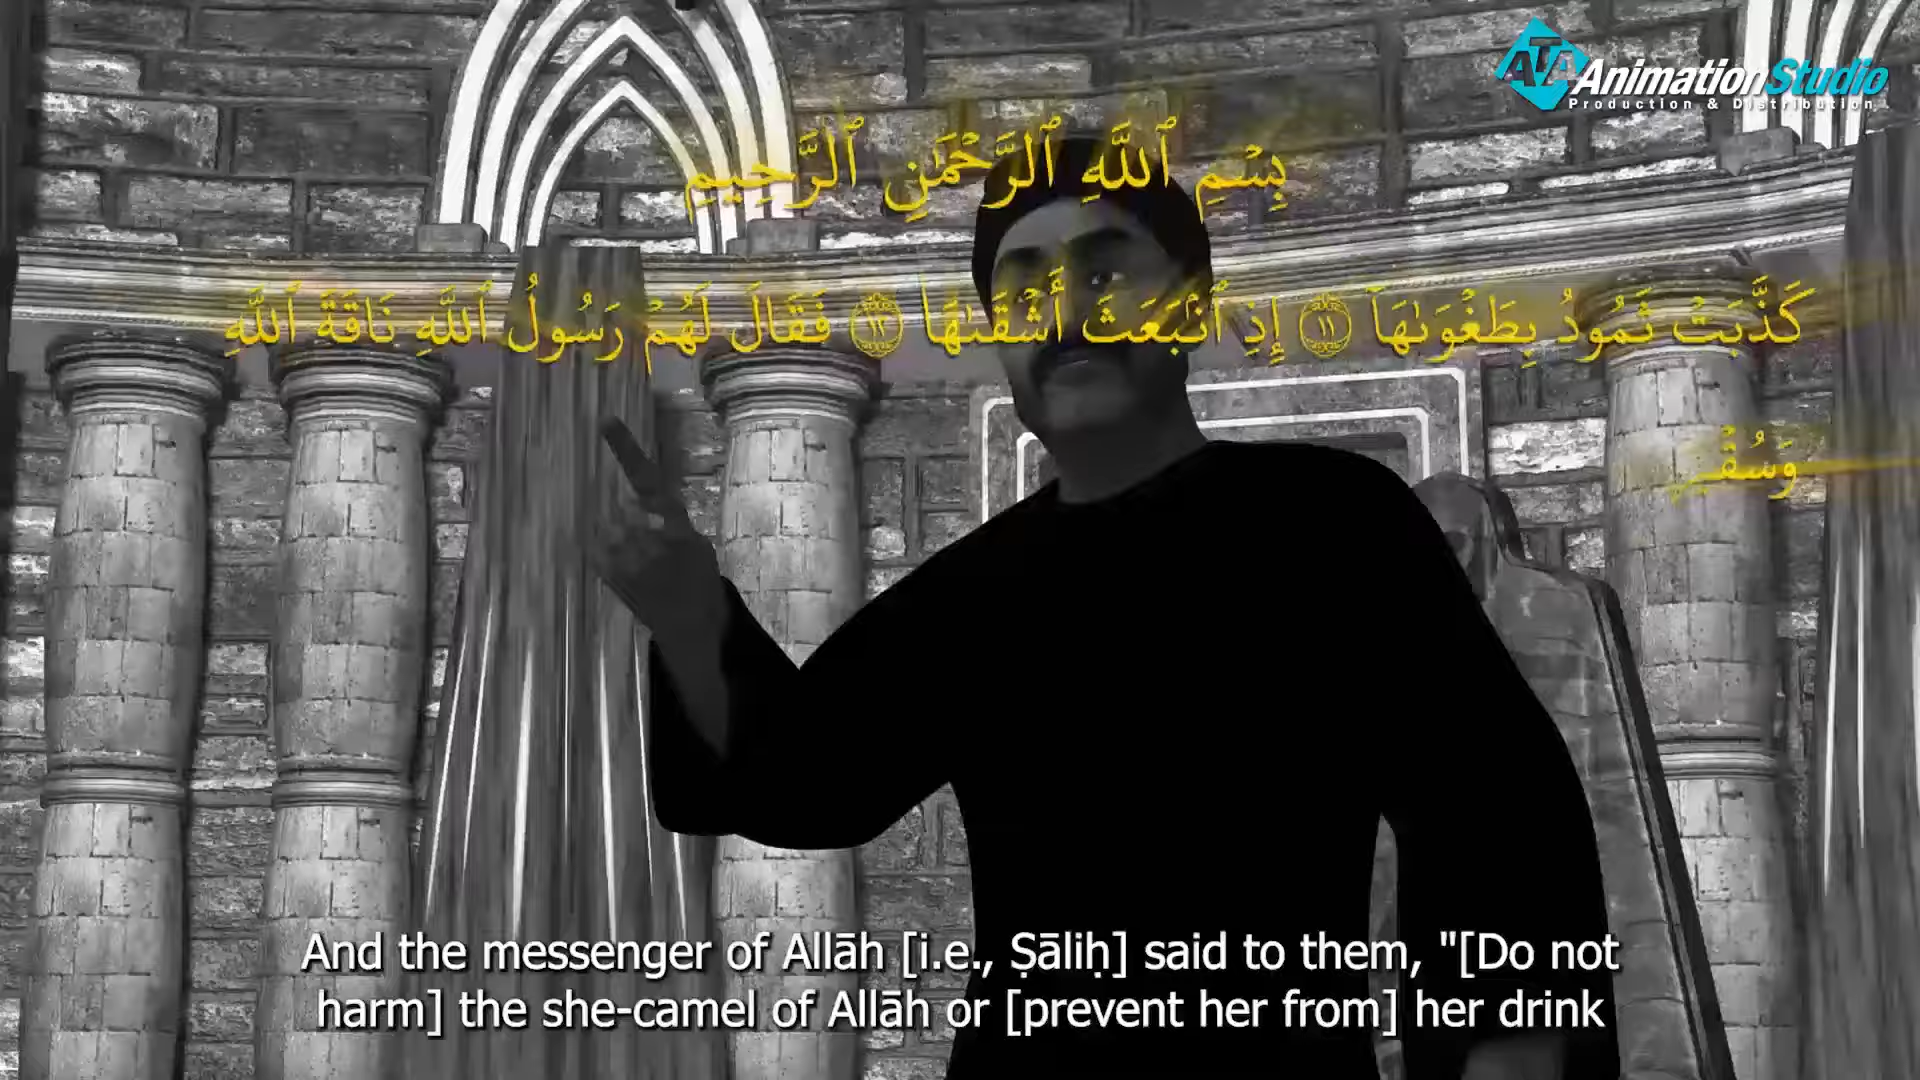 ATA
AnimationStudio
Production & Distribution
بِسْمِ ٱللَّهِ ٱلرَّحْمَٰنِ ٱلرَّحِيمِ
كَذَّبَتْ ثَمُودُ بِطَغْوَىٰهَآ ١١ إِذِ ٱنۢبَعَثَ أَشْقَىٰهَا ١٢ فَقَالَ لَهُمْ رَسُولُ ٱللَّهِ نَاقَةَ ٱللَّهِ
And the messenger of Allāh [i.e., Ṣāliḥ] said to them, "[Do not
harm] the she-camel of Allāh or [prevent her from] her drink